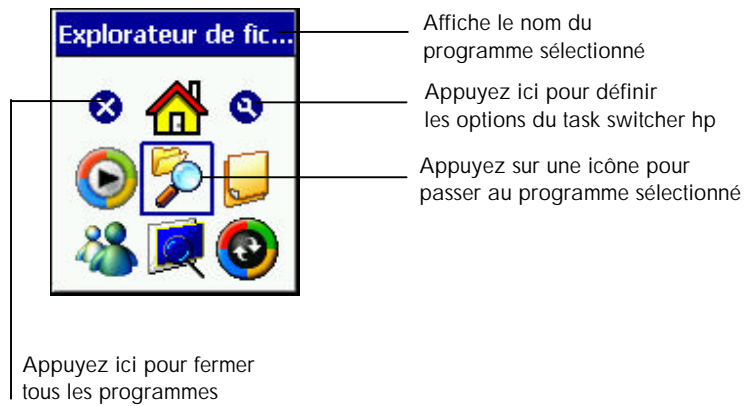 Explorateur de fic...
Affiche le nom du
programme sélectionné
Appuyez ici pour définir
les options du task switcher hp
Appuyez sur une icône pour
passer au programme sélectionné
Appuyez ici pour fermer
tous les programmes